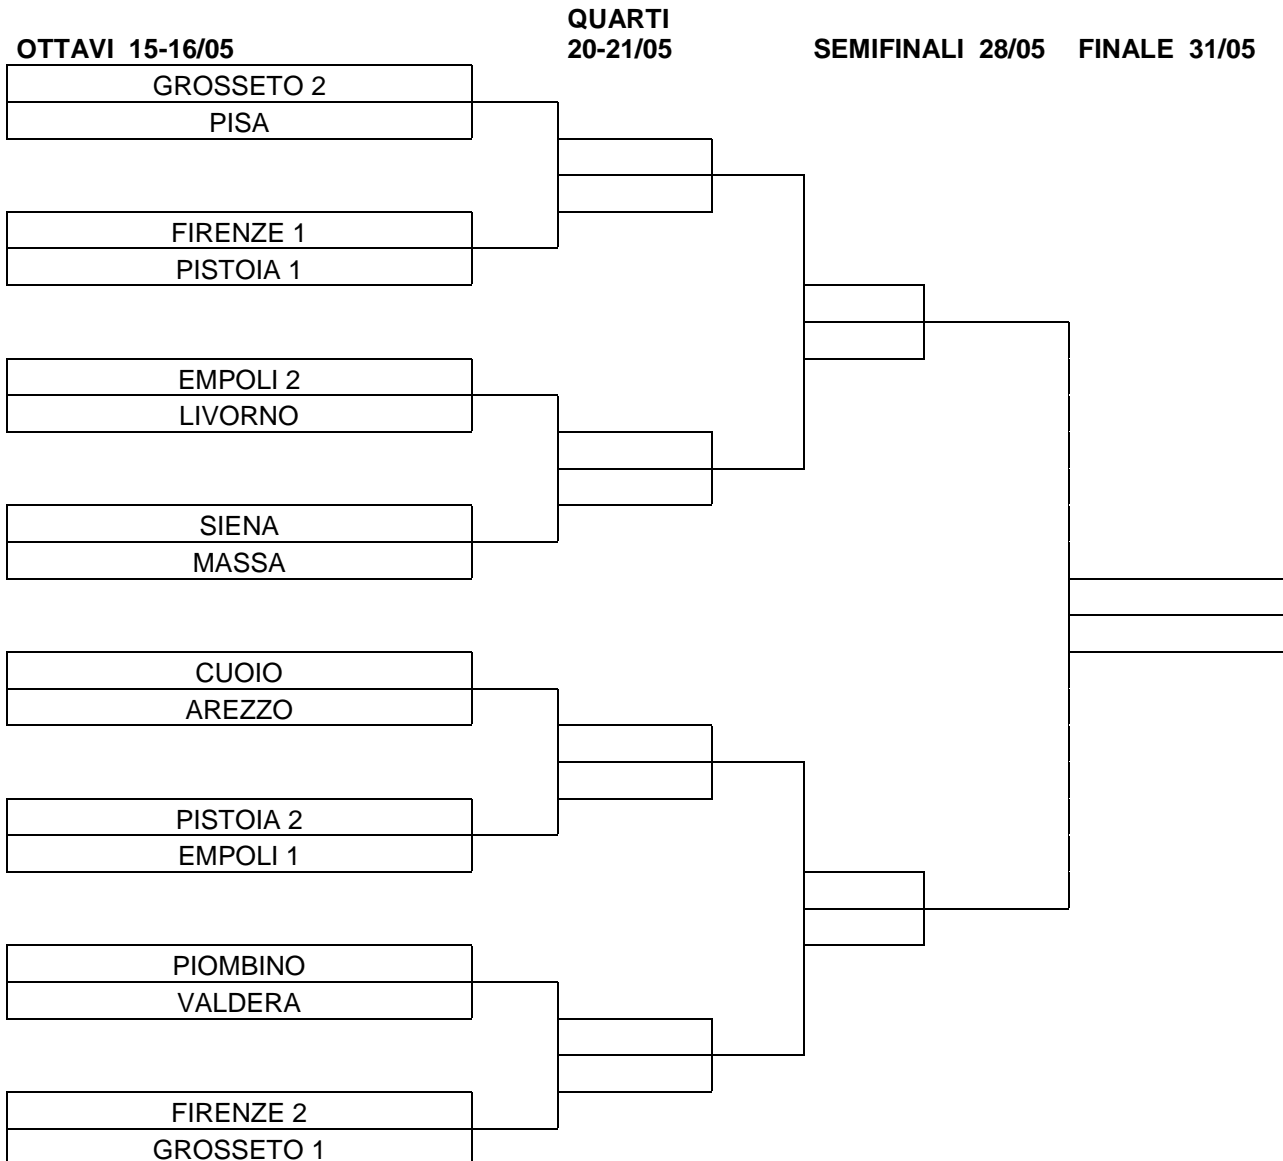 QUARTI
OTTAVI 15-16/05 20-21/05 SEMIFINALI 28/05 FINALE 31/05
GROSSETO 2
PISA
FIRENZE 1
PISTOIA 1
EMPOLI 2
LIVORNO
SIENA
MASSA
CUOIO
AREZZO
PISTOIA 2
EMPOLI 1
PIOMBINO
VALDERA
FIRENZE 2
GROSSETO 1